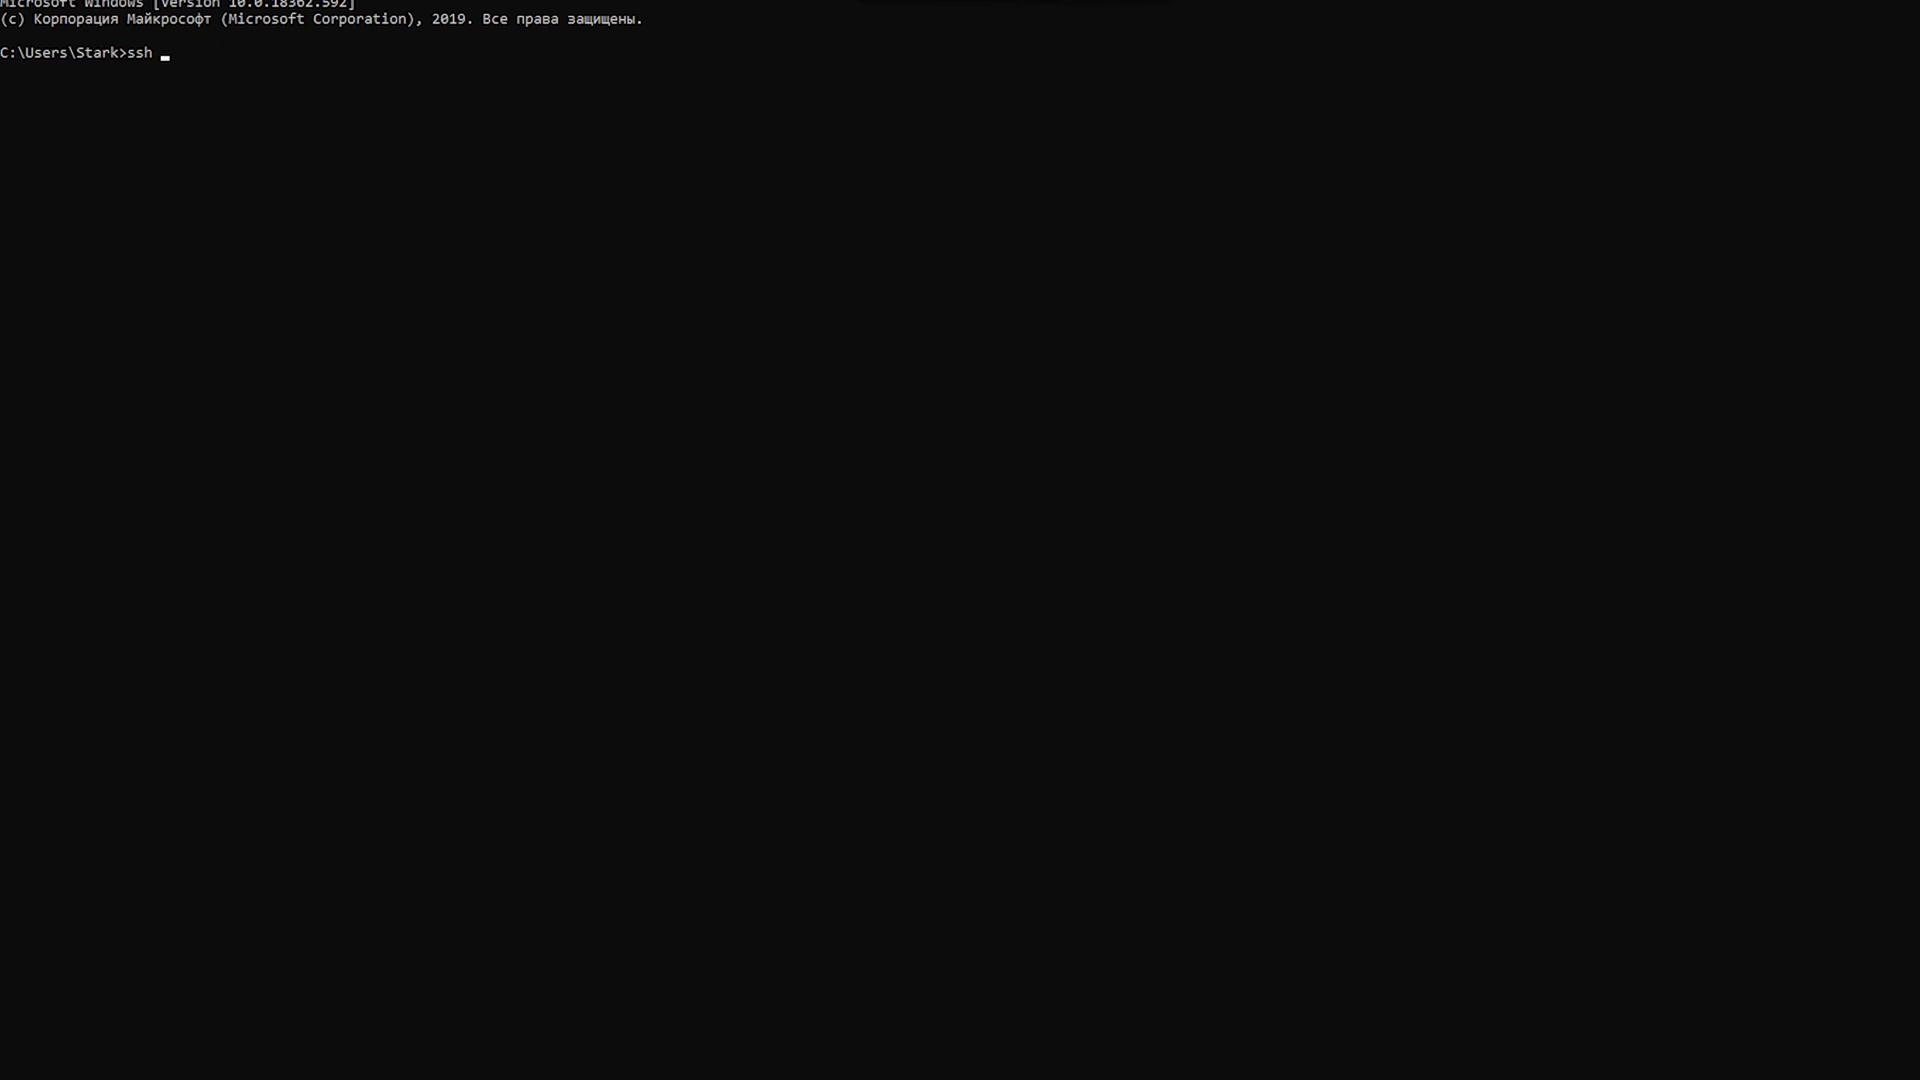 Microsoft Windows [Version 10.0.18362.592]
(c) Корпорация Майкрософт (Microsoft Corporation), 2019. Все права защищены.
C:\Users\Stark>ssh